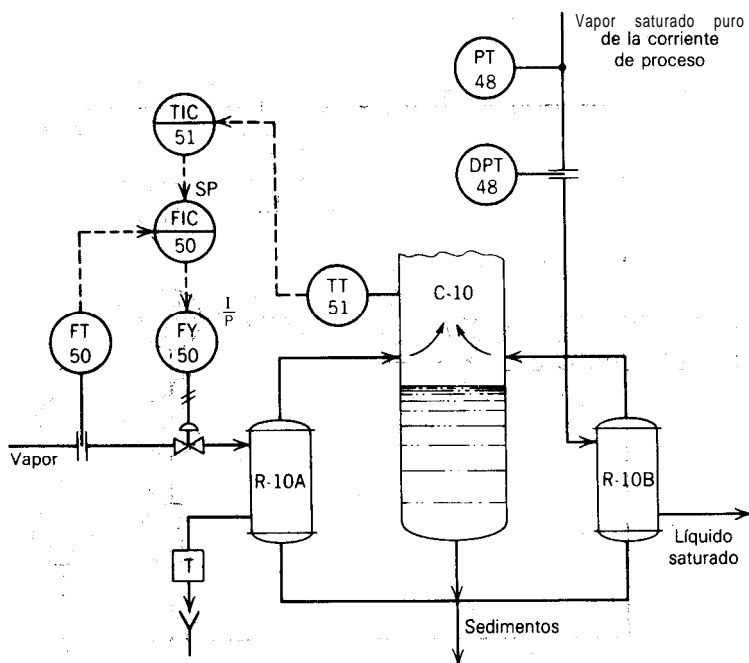 Vapor saturado puro
de la corriente
de proceso
PT
48
TIC
51
DPT
48
SP
FIC
50
TT
51
C-10
FT
50
FY
50
I
P
Vapor
R-10A
R-10B
T
Líquido
saturado
Sedimentos